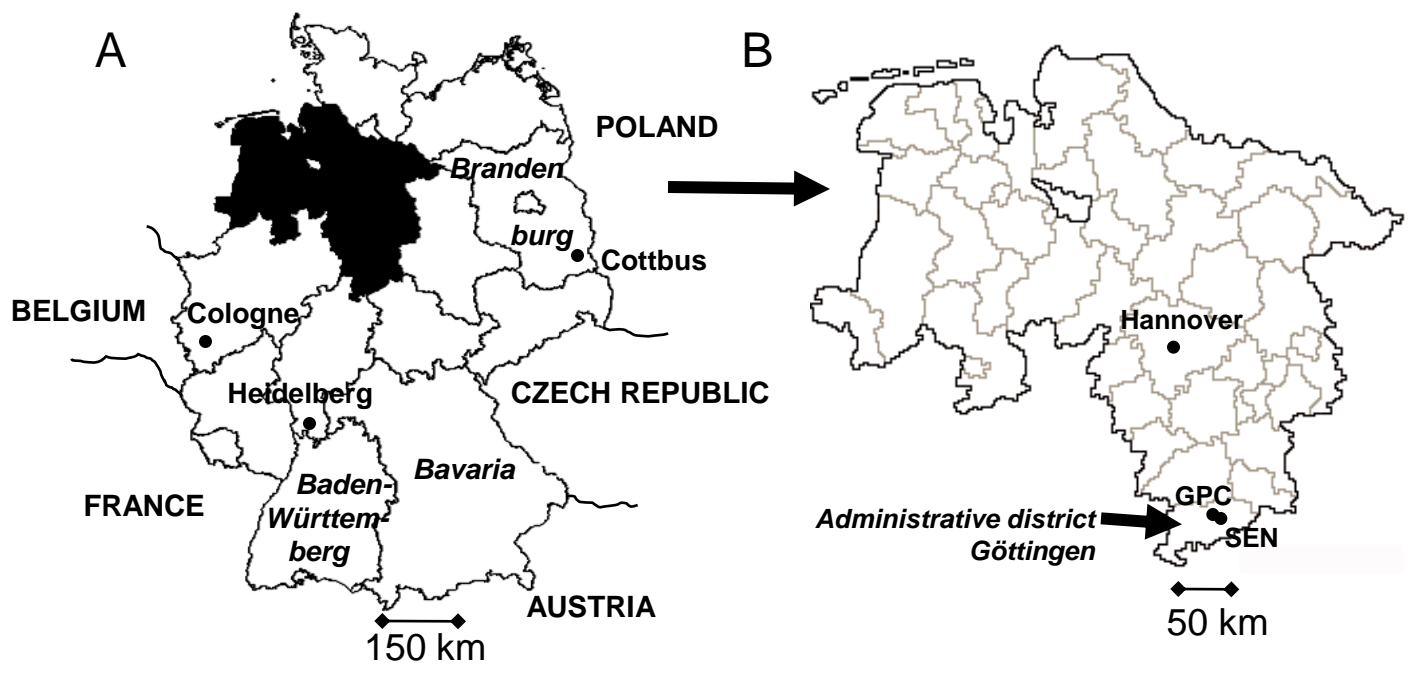 A
POLAND
Branden
burg
Cottbus
BELGIUM
Cologne
Heidelberg
CZECH REPUBLIC
Bavaria
FRANCE
Baden-
Württem-
berg
AUSTRIA
150 km
B
Hannover
GPC
SEN
Administrative district
Göttingen
50 km